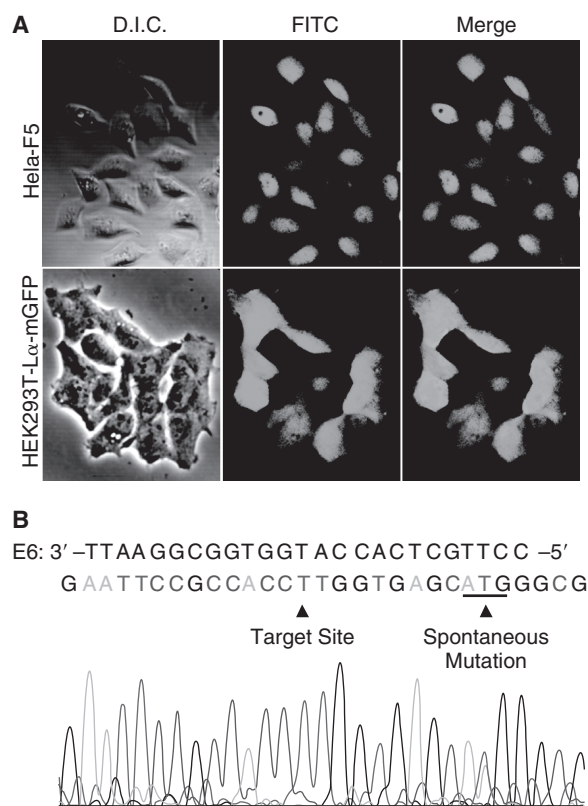 A
D.I.C. FITC Merge
Hela-F5
HEK293T-Lα-mGFP
B
E6: 3′ –TTAAGGCGGTGGTACCACTCGTTCC –5′
GAATTCCGCCACCTTGGTGAGCATGGGCG
Target Site
Spontaneous
Mutation